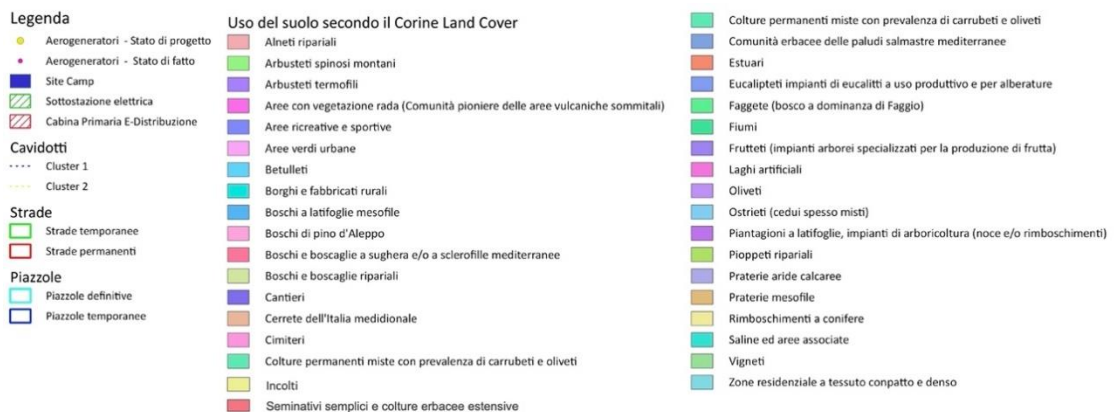 Legenda
Aerogeneratori - Stato di progetto
Aerogeneratori - Stato di fatto
Site Camp
Sottostazione elettrica
Cabina Primaria E-Distribuzione
Cavidotti
Cluster 1
Cluster 2
Strade
Strade temporanee
Strade permanenti
Piazzole
Piazzole definitive
Piazzole temporanee
Uso del suolo secondo il Corine Land Cover
Alneti ripariali
Arbusteti spinosi montani
Arbusteti termofili
Aree con vegetazione rada (Comunità pioniere delle aree vulcaniche sommitali)
Aree ricreative e sportive
Aree verdi urbane
Betulleti
Borghi e fabbricati rurali
Boschi a latifoglie mesofile
Boschi di pino d'Aleppo
Boschi e boscaglie a sughera e/o a sclerofille mediterranee
Boschi e boscaglie ripariali
Cantieri
Cerrete dell'Italia medidionale
Cimiteri
Colture permanenti miste con prevalenza di carrubeti e oliveti
Incolti
Seminativi semplici e colture erbacee estensive
Colture permanenti miste con prevalenza di carrubeti e oliveti
Comunità erbacee delle paludi salmastre mediterranee
Estuari
Eucalipteti impianti di eucalitti a uso produttivo e per alberature
Faggete (bosco a dominanza di Faggio)
Fiumi
Frutteti (impianti arborei specializzati per la produzione di frutta)
Laghi artificiali
Oliveti
Ostrieti (cedui spesso misti)
Piantagioni a latifoglie, impianti di arboricoltura (noce e/o rimboschimenti)
Pioppeti ripariali
Praterie aride calcaree
Praterie mesofile
Rimboschimenti a conifere
Saline ed aree associate
Vigneti
Zone residenziale a tessuto conpatto e denso